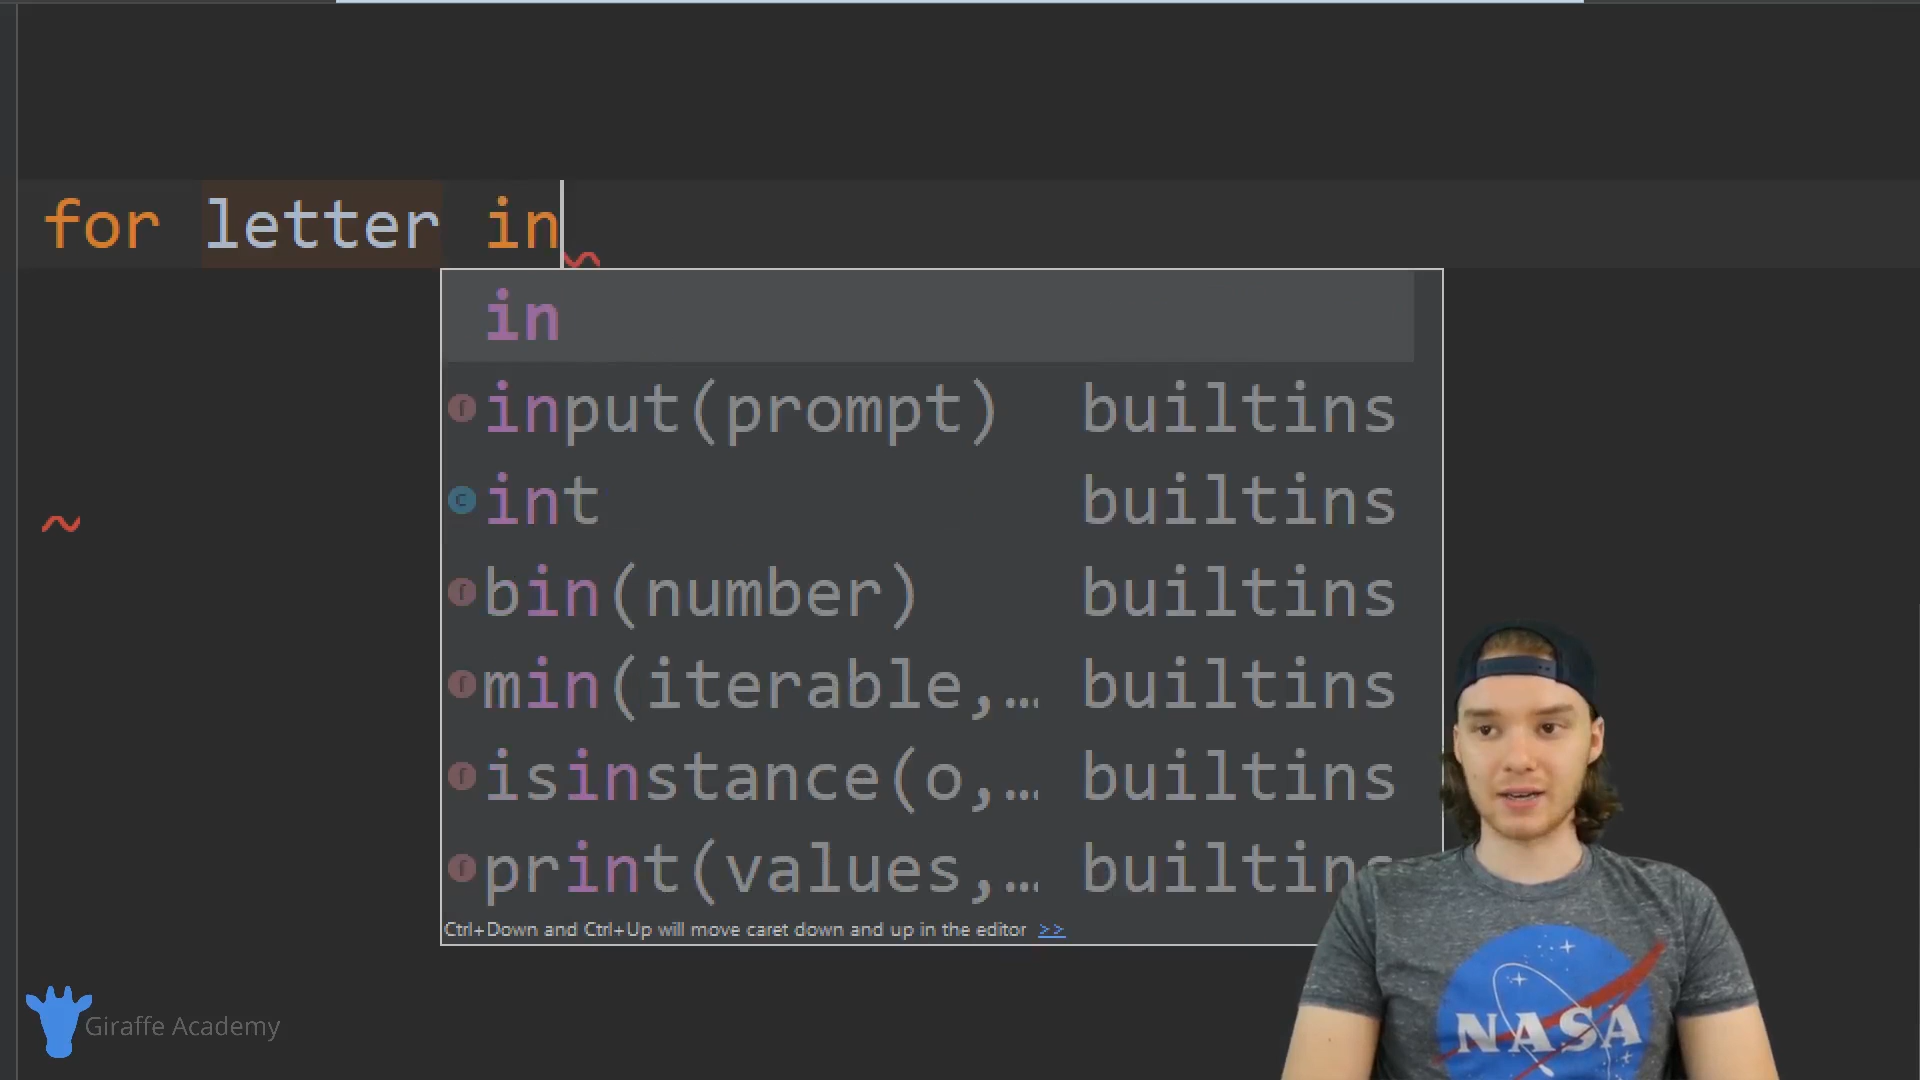 for letter in
in
input(prompt) builtins
int builtins
bin(number) builtins
min(iterable,… builtins
isinstance(o,… builtins
print(values,… builtins
Ctrl+Down and Ctrl+Up will move caret down and up in the editor >>
Giraffe Academy
NASA